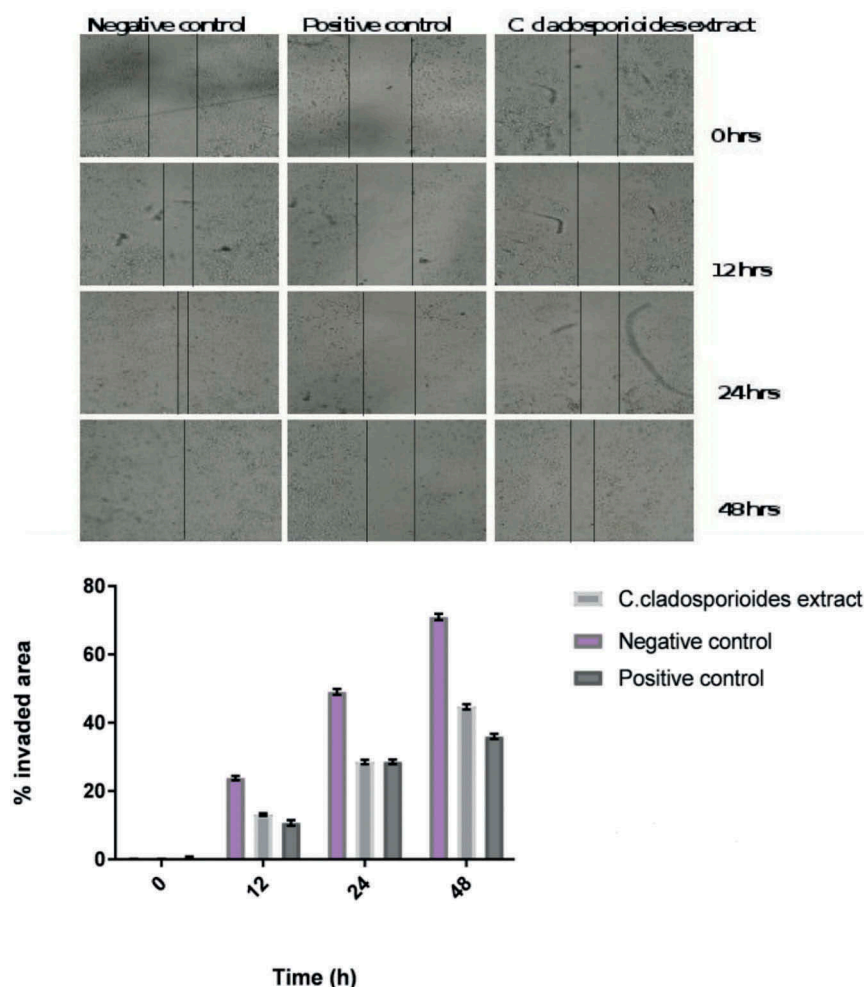 Negative control Positive control C. cladosporioides extract
0 hrs
12 hrs
24 hrs
48 hrs
80
60
40
20
0
% invaded area
0 12 24 48
Time (h)
C.cladosporioides extract
Negative control
Positive control